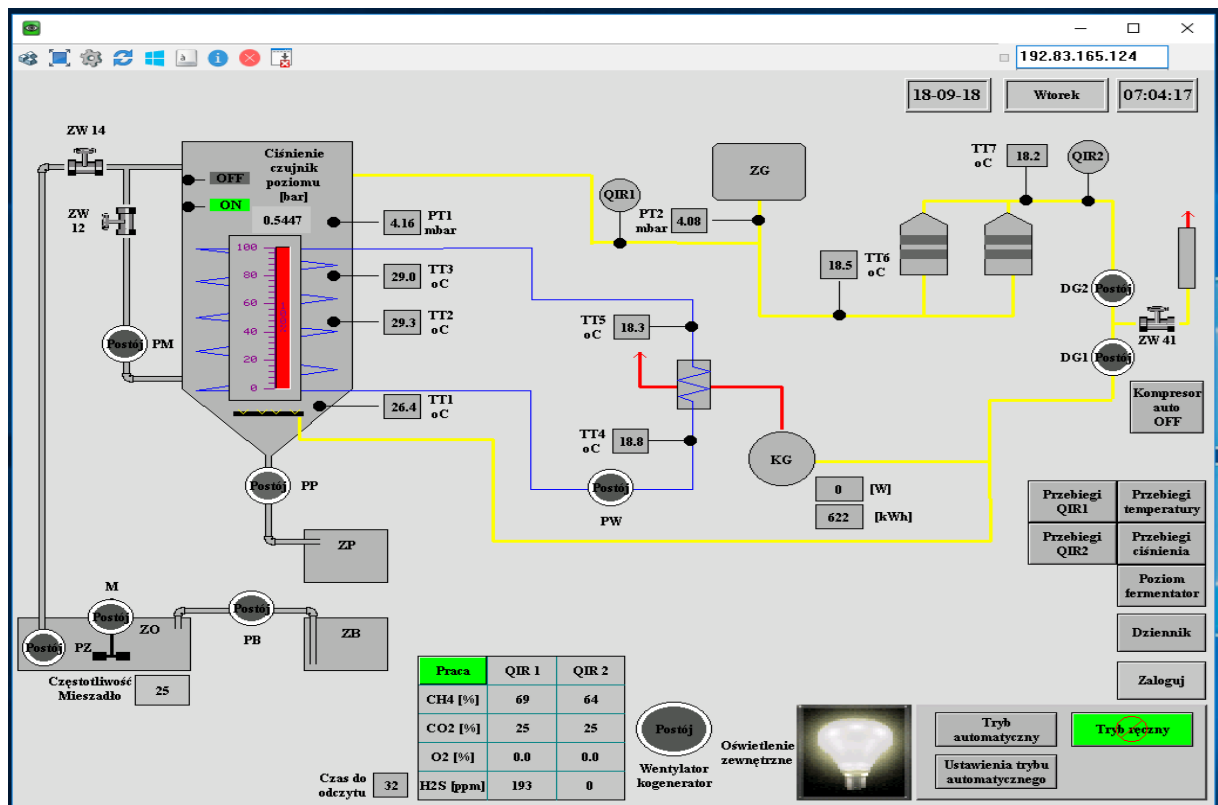 192.83.165.124
18-09-18
Wtorek
07:04:17
ZW 14
ZW
12
OFF
ON
Ciśnienie
czujnik
poziomu
[bar]
0.5447
4.16
PT1
mbar
29.0
TT3
oC
29.3
TT2
oC
26.4
TT1
oC
100
80
60
40
20
0
Postój
PM
Postój
PP
ZP
QIR1
PT2
mbar
4.08
ZG
TT7
oC
18.2
QIR2
18.5
TT6
oC
TT5
oC
18.3
TT4
oC
18.8
Postój
PW
KG
0
[W]
622
[kWh]
DG2
Postój
ZW 41
DG1
Postój
Kompresor
auto
OFF
Przebiegi
QIR1
Przebiegi
temperatury
Przebiegi
QIR2
Przebiegi
ciśnienia
Poziom
fermentator
Dziennik
Zaloguj
M
Postój
ZO
Postój
PZ
Postój
PB
ZB
Częstotliwość
Mieszadło
25
Praca
QIR 1
QIR 2
CH4 [%]
69
64
CO2 [%]
25
25
O2 [%]
0.0
0.0
H2S [ppm]
193
0
Czas do
odczytu
32
Postój
Wentylator
kogenerator
Oświetlenie
zewnętrzne
Tryb
automatyczny
Tryb ręczny
Ustawienia trybu
automatycznego